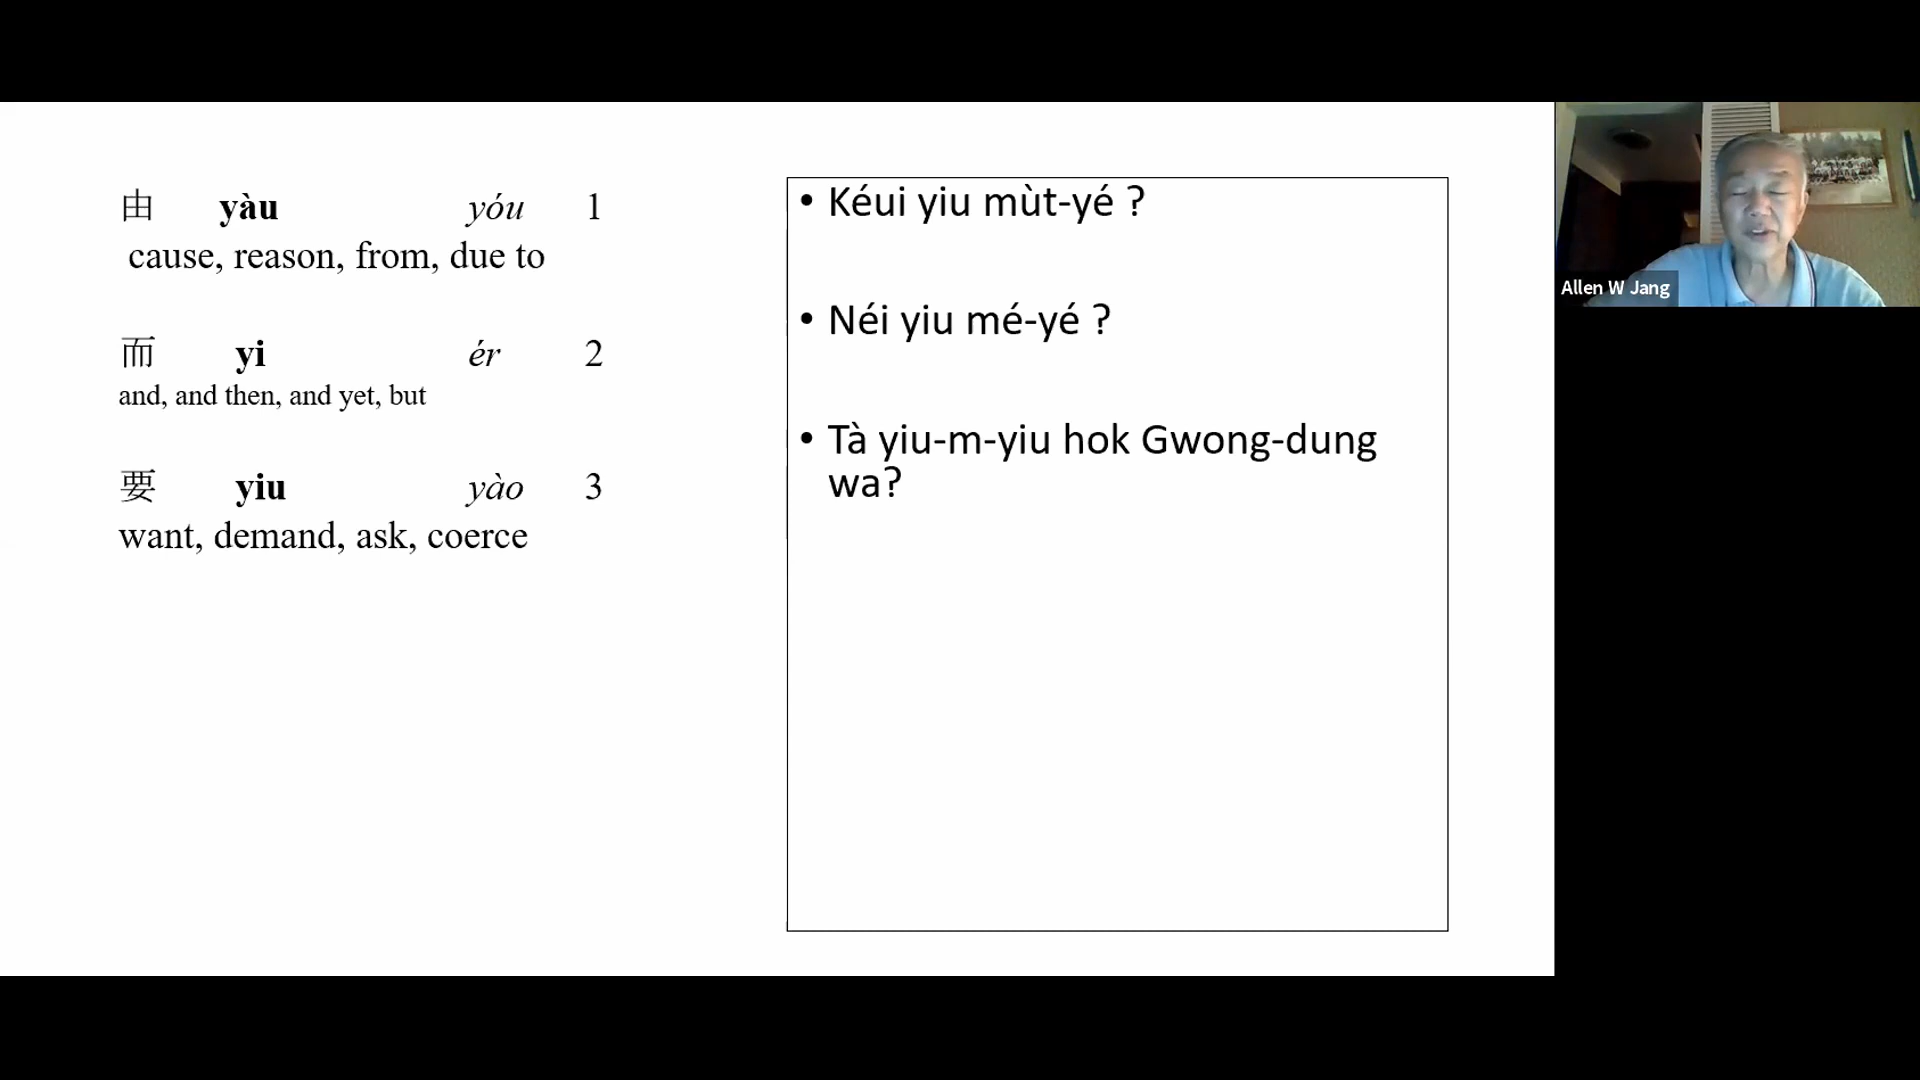 由 yàu yóu 1
cause, reason, from, due to
而 yi ér 2
and, and then, and yet, but
要 yiu yào 3
want, demand, ask, coerce
• Kéui yiu mùt-yé ?
• Néi yiu mé-yé ?
• Tà yiu-m-yiu hok Gwong-dung
wa?
Allen W Jang